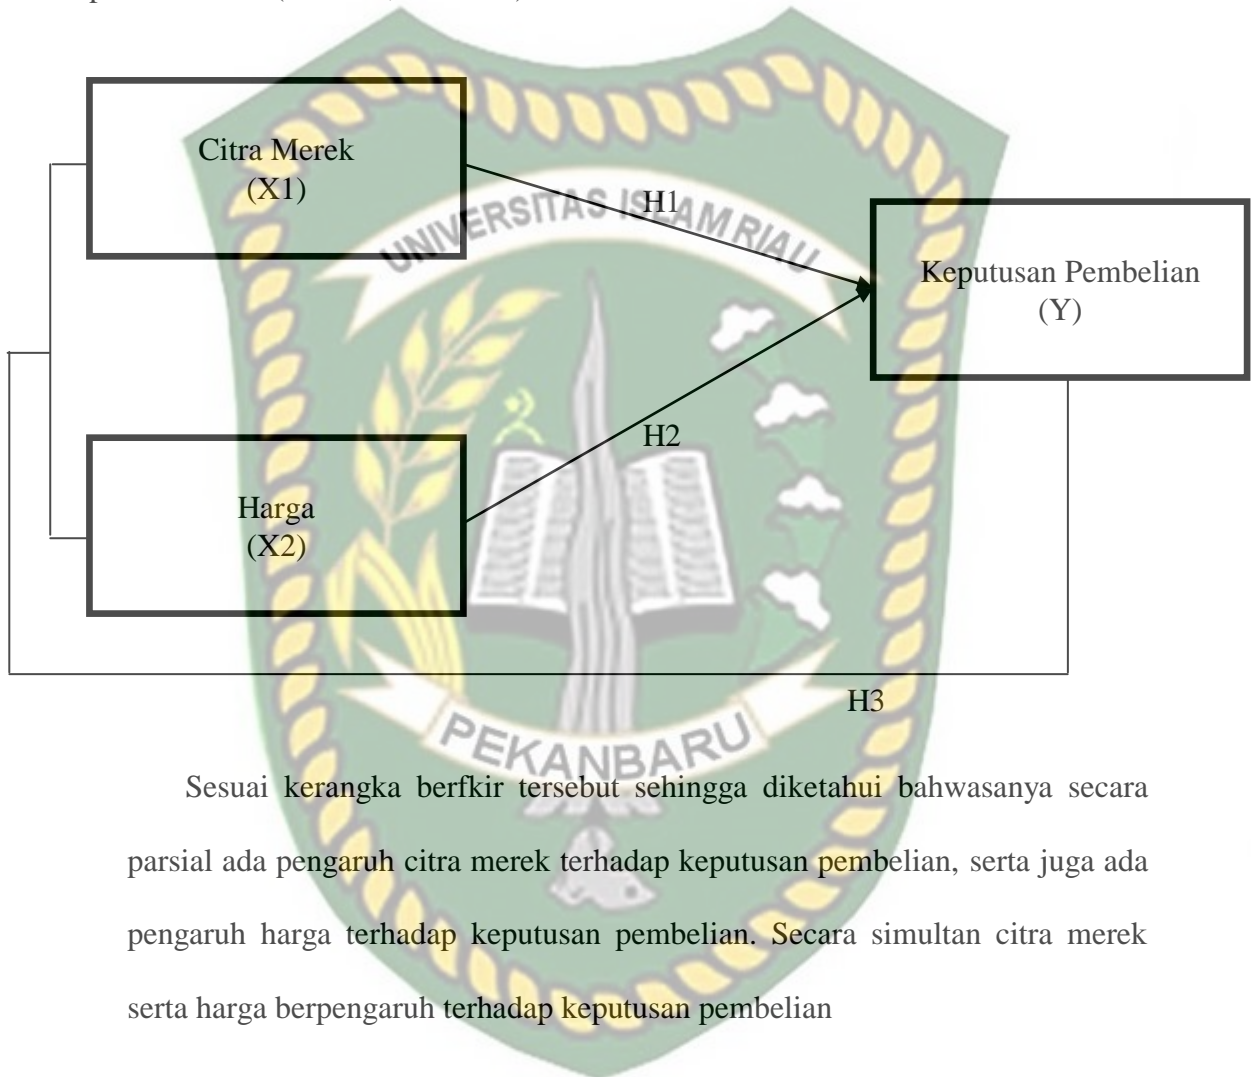 Citra Merek
(X1)
H1
UNIVERSITAS ISLAM RIAU
Keputusan Pembelian
(Y)
H2
Harga
(X2)
H3
PEKANBARU
Sesuai kerangka berfkir tersebut sehingga diketahui bahwasanya secara
parsial ada pengaruh citra merek terhadap keputusan pembelian, serta juga ada
pengaruh harga terhadap keputusan pembelian. Secara simultan citra merek
serta harga berpengaruh terhadap keputusan pembelian